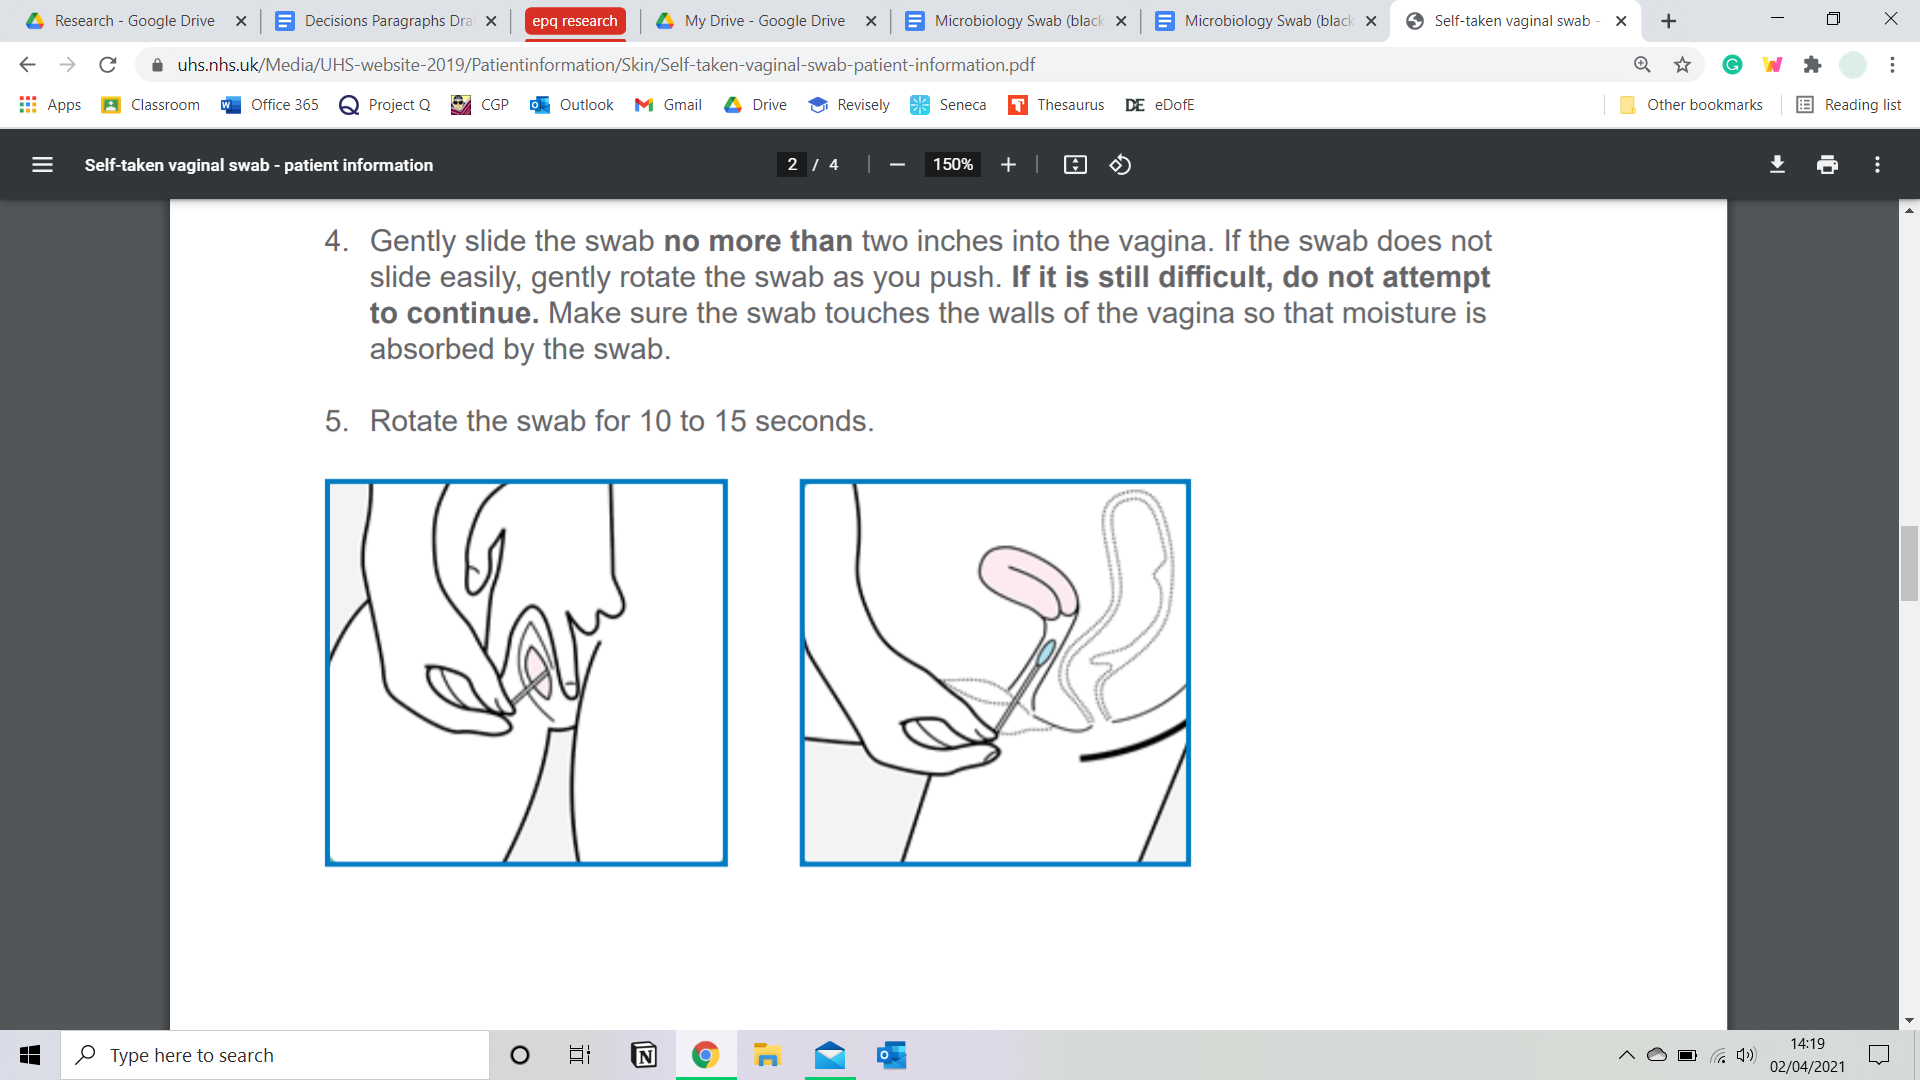 Research - Google Drive
Decisions Paragraphs Dra
epq research
My Drive - Google Drive
Microbiology Swab (black
Microbiology Swab (black
Self-taken vaginal swab -
uhs.nhs.uk/Media/UHS-website-2019/Patientinformation/Skin/Self-taken-vaginal-swab-patient-information.pdf
Apps
Classroom
Office 365
Project Q
CGP
Outlook
Gmail
Drive
Revisely
Seneca
Thesaurus
DE eDofE
Other bookmarks
Reading list
Self-taken vaginal swab - patient information
2 / 4
150%
4. Gently slide the swab no more than two inches into the vagina. If the swab does not
slide easily, gently rotate the swab as you push. If it is still difficult, do not attempt
to continue. Make sure the swab touches the walls of the vagina so that moisture is
absorbed by the swab.
5. Rotate the swab for 10 to 15 seconds.
Type here to search
14:19
02/04/2021